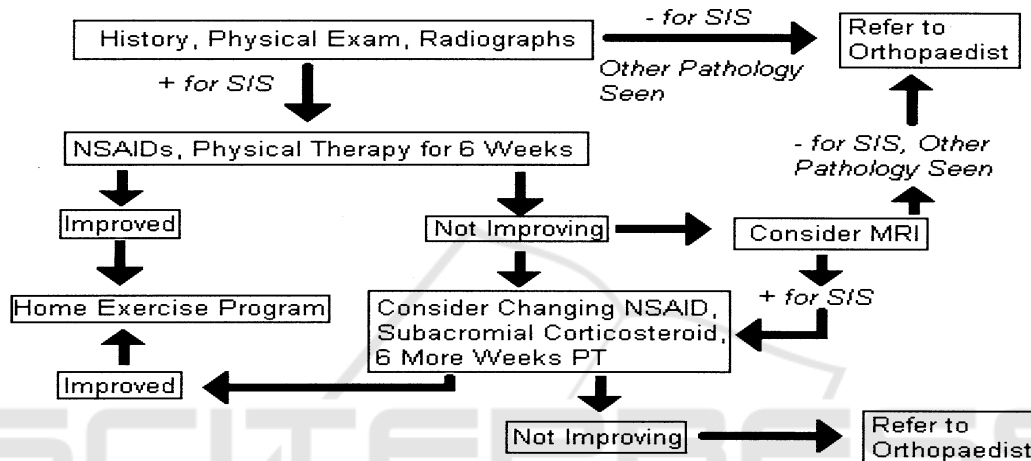 History, Physical Exam, Radiographs
- for SIS
Other Pathology
Seen
Refer to
Orthopaedist
+ for SIS
NSAIDs, Physical Therapy for 6 Weeks
- for SIS, Other
Pathology Seen
Improved
Not Improving
Consider MRI
Home Exercise Program
Consider Changing NSAID,
Subacromial Corticosteroid,
6 More Weeks PT
+ for SIS
Improved
Not Improving
Refer to
Orthopaedist
SCITEPRESS